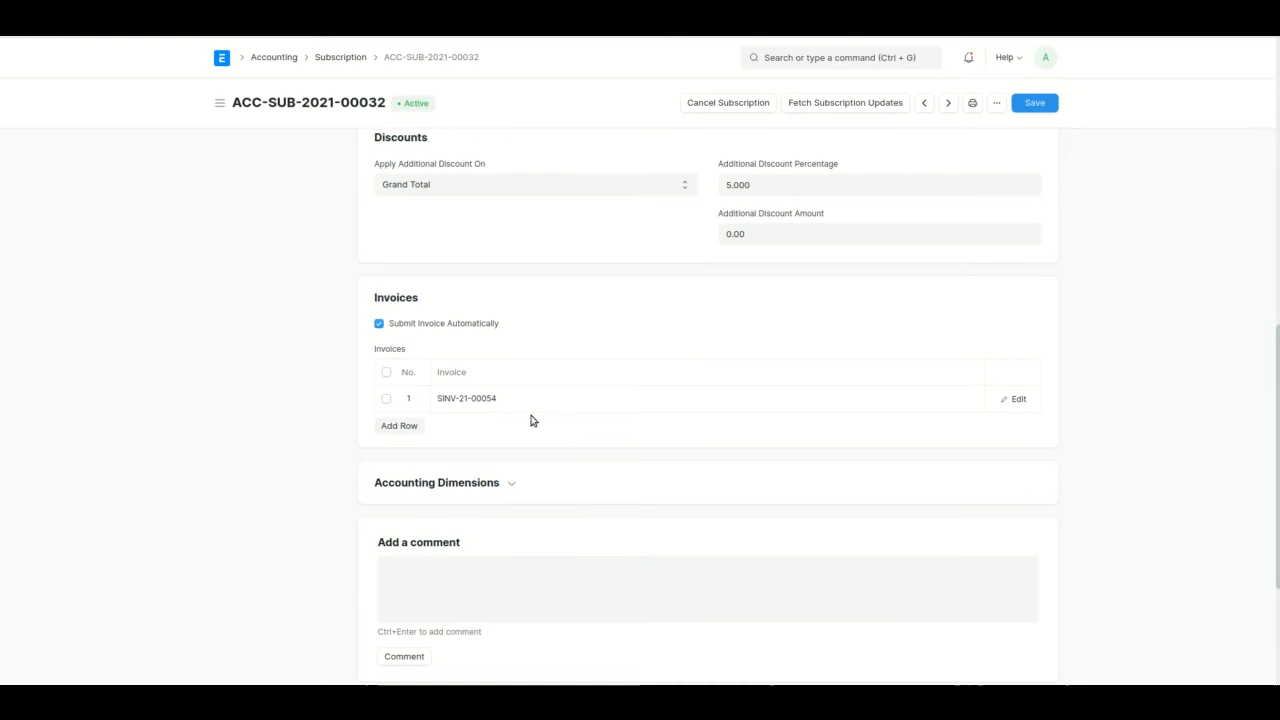 Accounting > Subscription > ACC-SUB-2021-00032
Search or type a command (Ctrl + G)
Help
A
ACC-SUB-2021-00032
Active
Cancel Subscription
Fetch Subscription Updates
Save
Discounts
Apply Additional Discount On
Grand Total
Additional Discount Percentage
5.000
Additional Discount Amount
0.00
Invoices
Submit Invoice Automatically
Invoices
No. Invoice
1 SINV-21-00054 Edit
Add Row
Accounting Dimensions
Add a comment
Ctrl+Enter to add comment
Comment